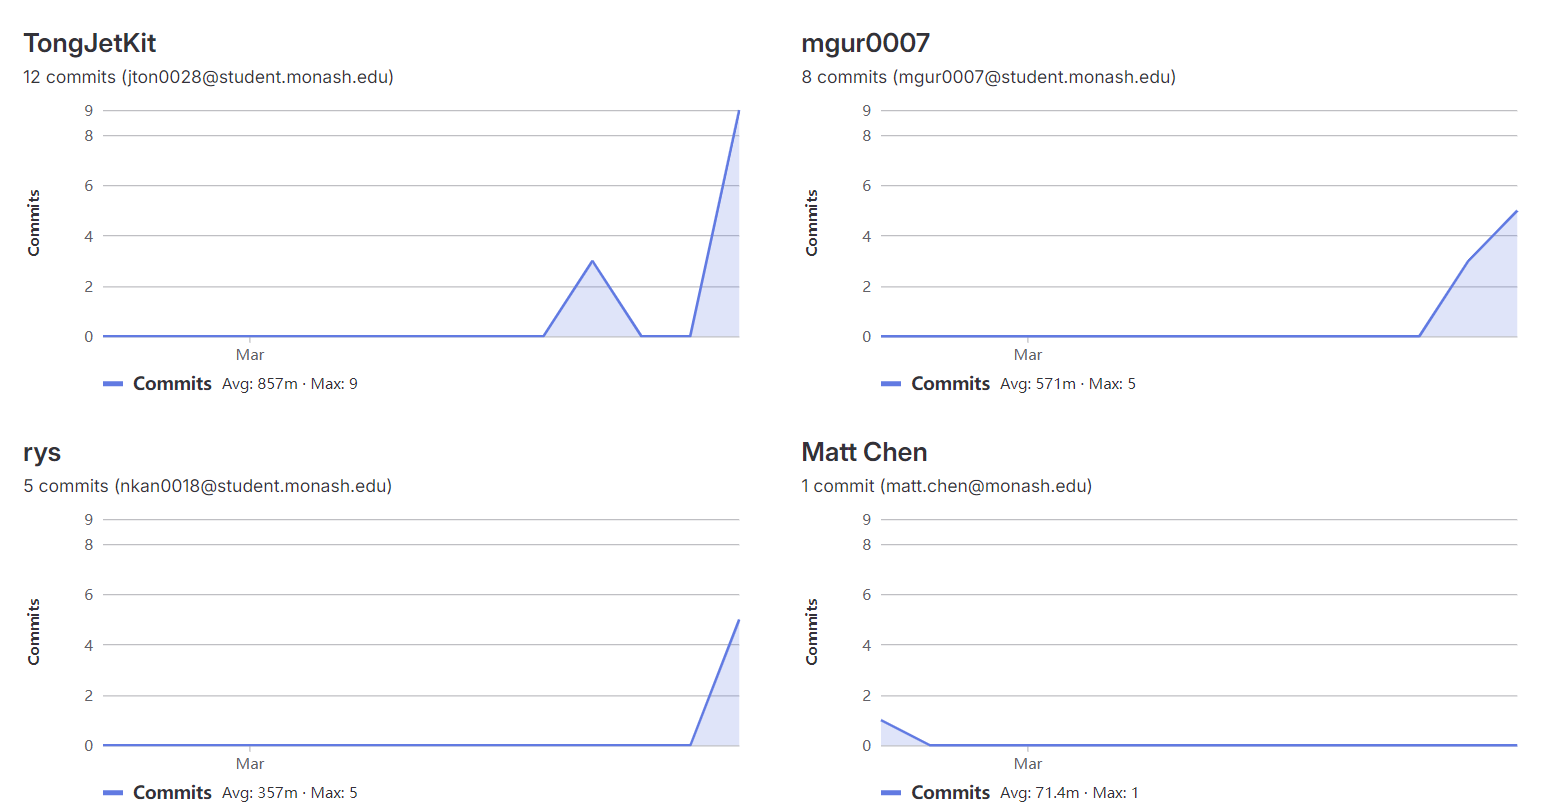 TongJetKit
12 commits (jton0028@student.monash.edu)
9
8
6
4
2
0
Commits
Mar
Commits Avg: 857m · Max: 9
mgur0007
8 commits (mgur0007@student.monash.edu)
9
8
6
4
2
0
Commits
Mar
Commits Avg: 571m · Max: 5
rys
5 commits (nkan0018@student.monash.edu)
9
8
6
4
2
0
Commits
Mar
Commits Avg: 357m · Max: 5
Matt Chen
1 commit (matt.chen@monash.edu)
9
8
6
4
2
0
Commits
Mar
Commits Avg: 71.4m · Max: 1